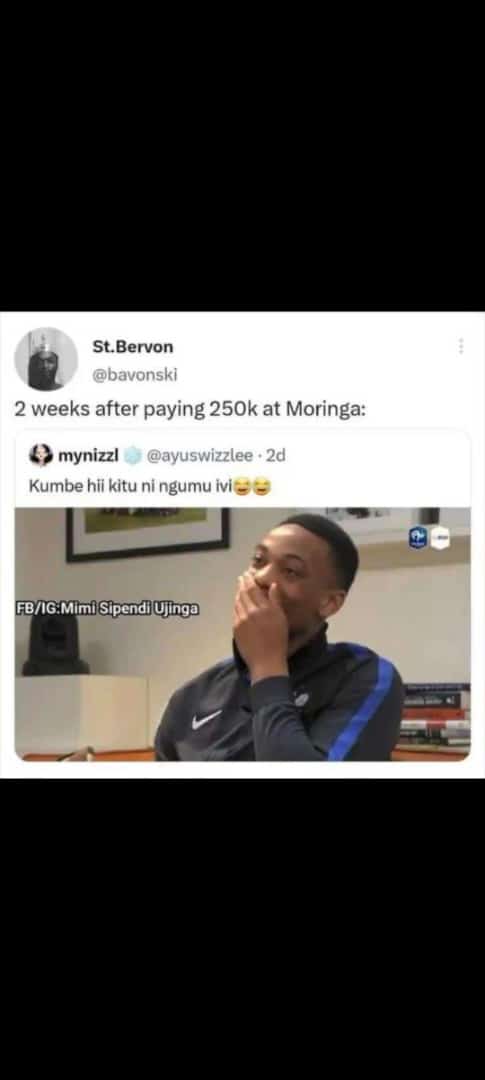 St.Bervon
@bavonski
2 weeks after paying 250k at Moringa:
mynizzl @ayuswizzlee · 2d
Kumbe hii kitu ni ngumu ivi😂😂
FB/IG:Mimi Sipendi Ujinga